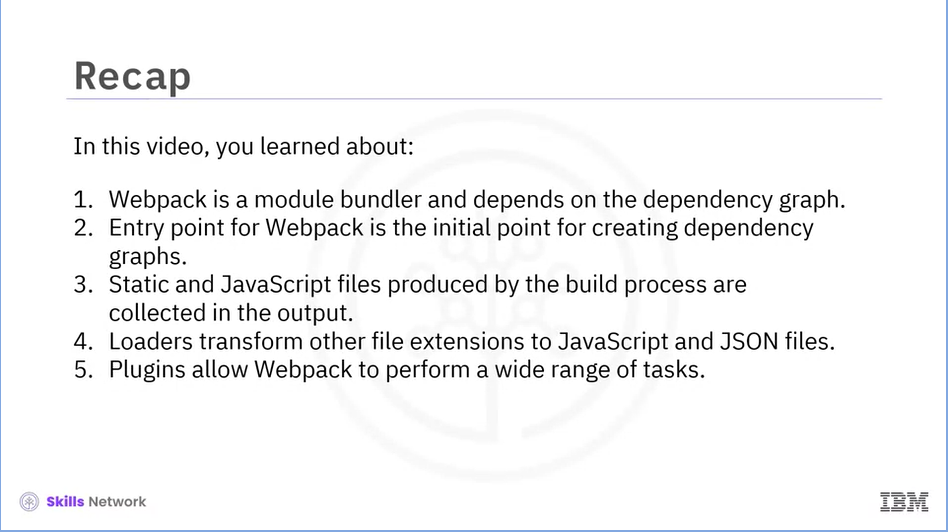 Recap
In this video, you learned about:
1. Webpack is a module bundler and depends on the dependency graph.
2. Entry point for Webpack is the initial point for creating dependency
graphs.
3. Static and JavaScript files produced by the build process are
collected in the output.
4. Loaders transform other file extensions to JavaScript and JSON files.
5. Plugins allow Webpack to perform a wide range of tasks.
Skills Network
IBM